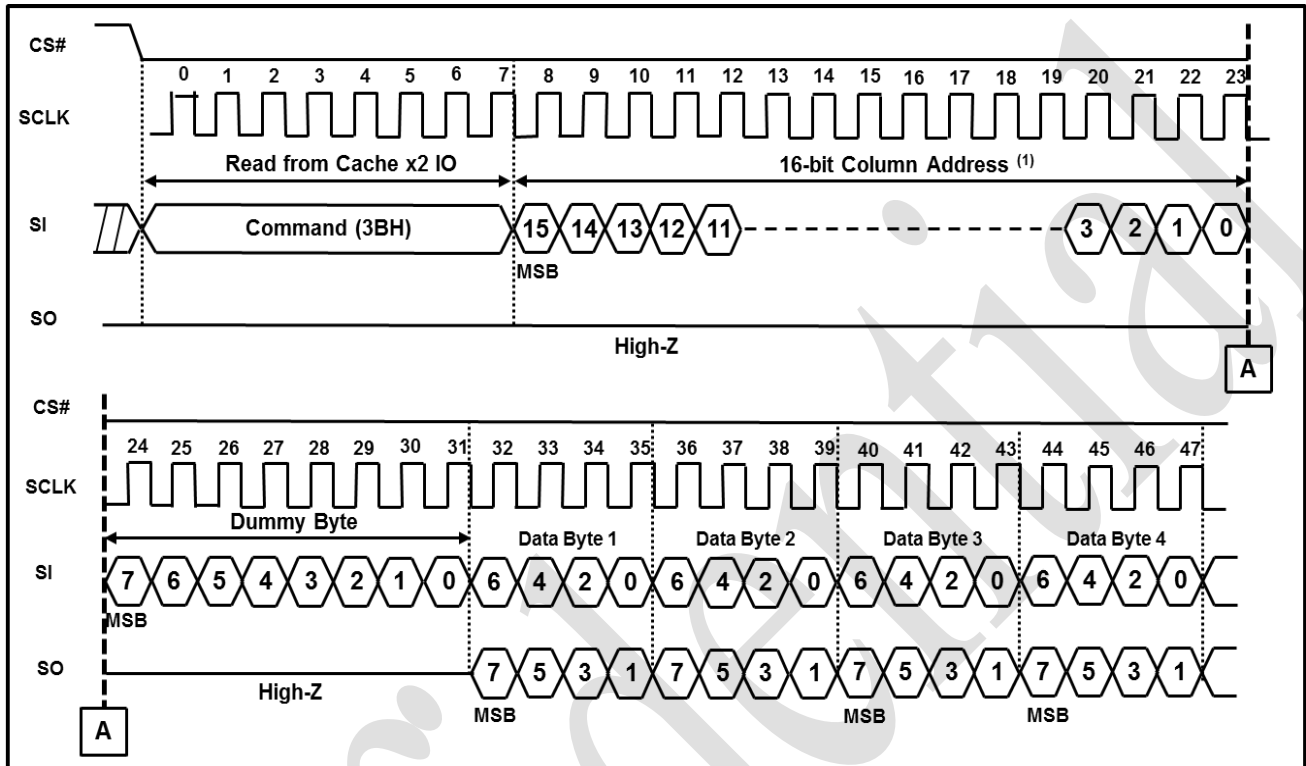 CS#
0 1 2 3 4 5 6 7 8 9 10 11 12 13 14 15 16 17 18 19 20 21 22 23
SCLK
Read from Cache x2 IO 16-bit Column Address (1)
SI Command (3BH) 15 14 13 12 11 3 2 1 0
MSB
SO
High-Z
A
CS#
24 25 26 27 28 29 30 31 32 33 34 35 36 37 38 39 40 41 42 43 44 45 46 47
SCLK
Dummy Byte Data Byte 1 Data Byte 2 Data Byte 3 Data Byte 4
SI 7 6 5 4 3 2 1 0 6 4 2 0 6 4 2 0 6 4 2 0 6 4 2 0
MSB
SO 7 5 3 1 7 5 3 1 7 5 3 1 7 5 3 1
High-Z
MSB MSB MSB
A